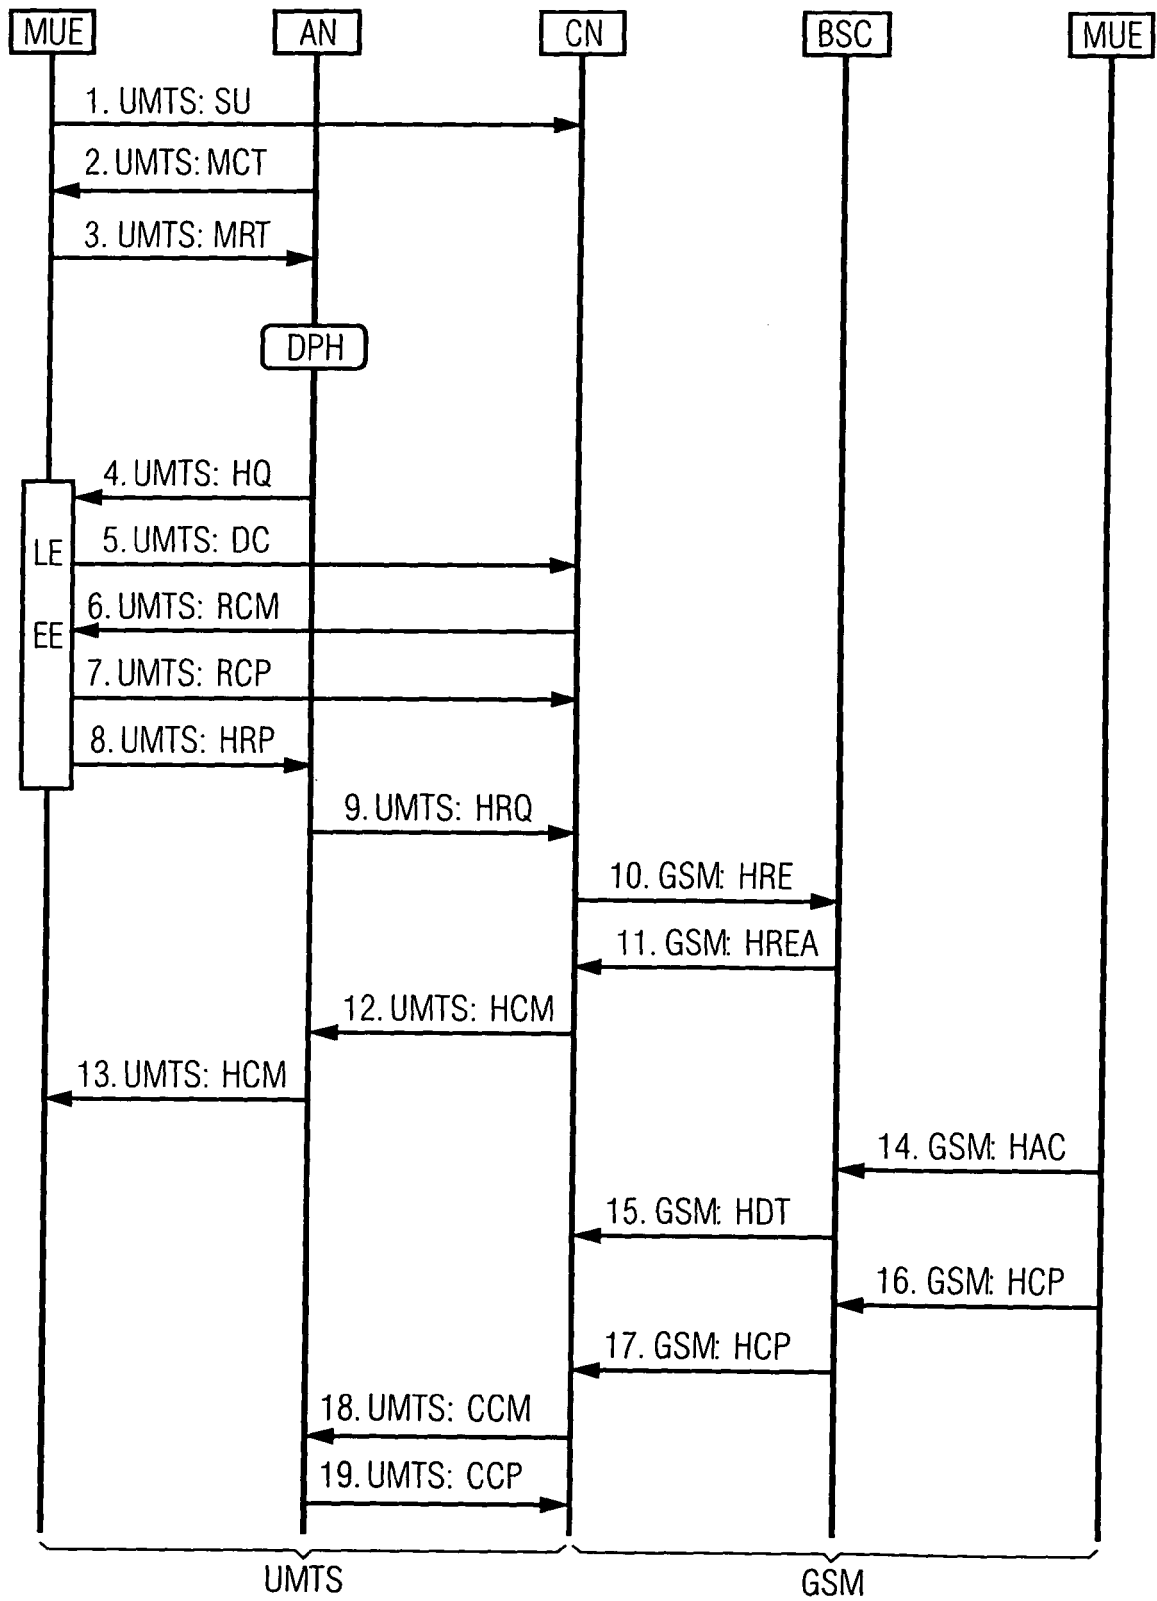 MUE AN CN BSC MUE
1. UMTS: SU
2. UMTS: MCT
3. UMTS: MRT
DPH
4. UMTS: HQ
LE
5. UMTS: DC
6. UMTS: RCM
EE
7. UMTS: RCP
8. UMTS: HRP
9. UMTS: HRQ
10. GSM: HRE
11. GSM: HREA
12. UMTS: HCM
13. UMTS: HCM
14. GSM: HAC
15. GSM: HDT
16. GSM: HCP
17. GSM: HCP
18. UMTS: CCM
19. UMTS: CCP
UMTS GSM